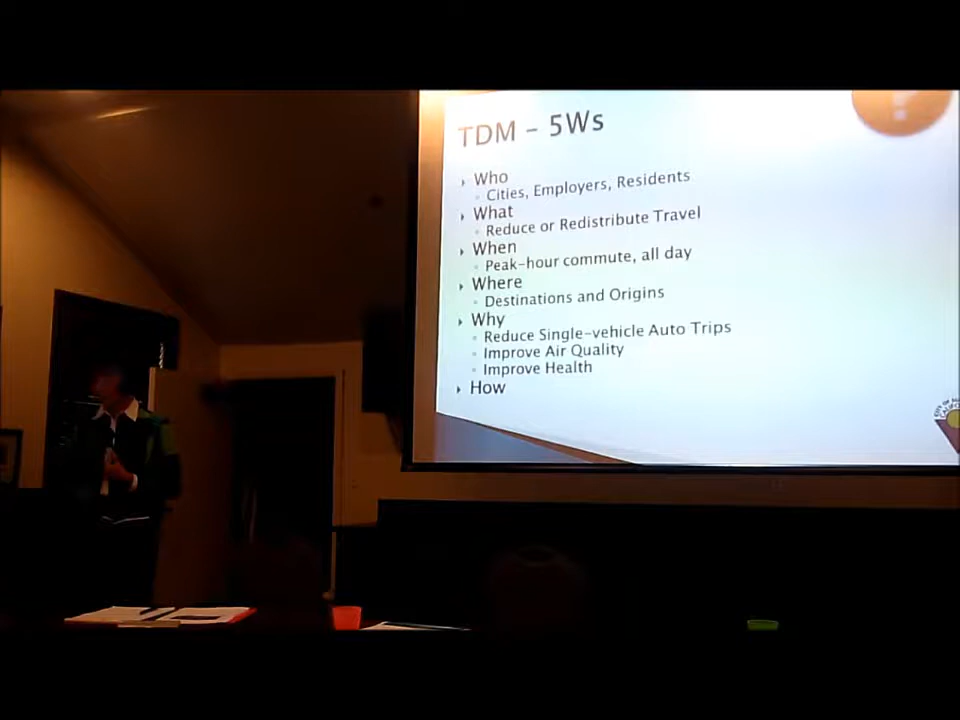 TDM – 5Ws
Who
Cities, Employers, Residents
What
Reduce or Redistribute Travel
When
Peak-hour commute, all day
Where
Destinations and Origins
Why
Reduce Single-vehicle Auto Trips
Improve Air Quality
Improve Health
How